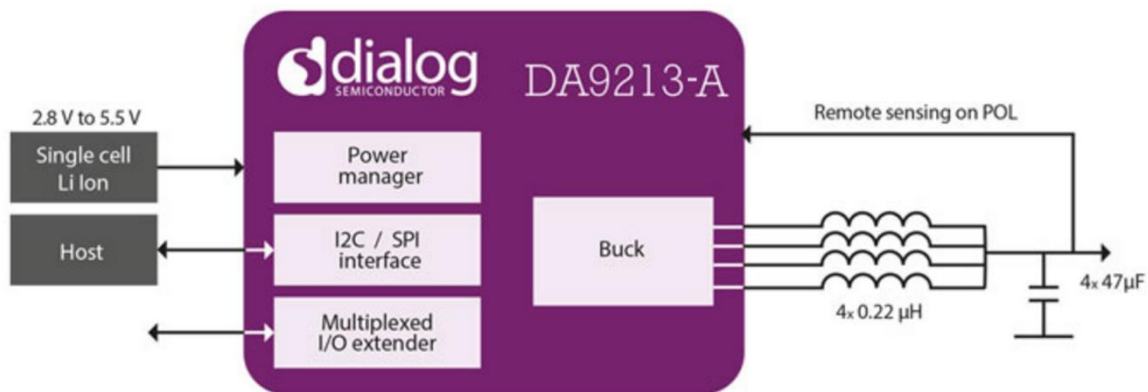 dialog
SEMICONDUCTOR
DA9213-A
2.8 V to 5.5 V
Single cell
Li Ion
Host
Power
manager
I2C / SPI
interface
Multiplexed
I/O extender
Buck
Remote sensing on POL
4x 0.22 µH
4x 47µF